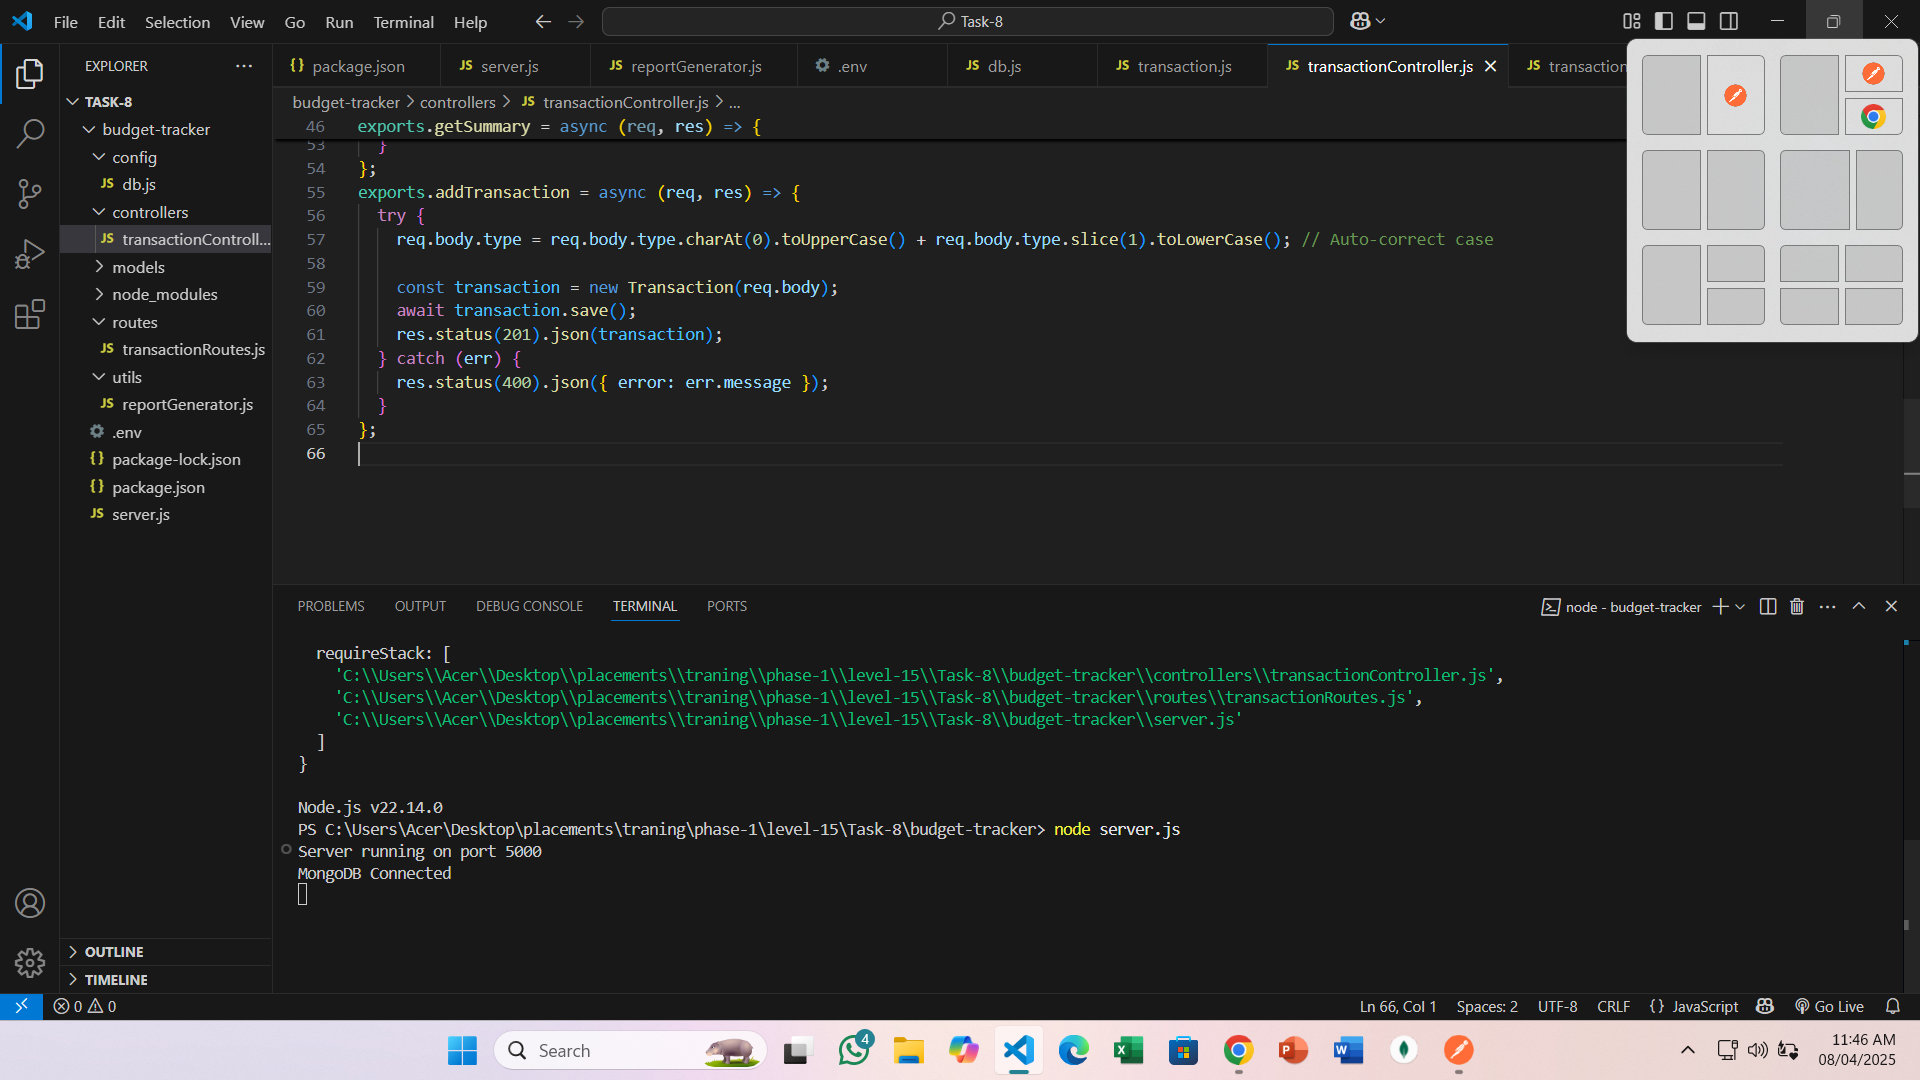 File Edit Selection View Go Run Terminal Help
Task-8
EXPLORER
TASK-8
budget-tracker
config
JS db.js
controllers
JS transactionControll...
models
node_modules
routes
JS transactionRoutes.js
utils
JS reportGenerator.js
.env
{} package-lock.json
{} package.json
JS server.js
OUTLINE
TIMELINE
{} package.json
JS server.js
JS reportGenerator.js
.env
JS db.js
JS transaction.js
JS transactionController.js
JS transaction
budget-tracker > controllers > JS transactionController.js > ...
46 exports.getSummary = async (req, res) => {
53 }
54 };
55 exports.addTransaction = async (req, res) => {
56 try {
57 req.body.type = req.body.type.charAt(0).toUpperCase() + req.body.type.slice(1).toLowerCase(); // Auto-correct case
58
59 const transaction = new Transaction(req.body);
60 await transaction.save();
61 res.status(201).json(transaction);
62 } catch (err) {
63 res.status(400).json({ error: err.message });
64 }
65 };
66
PROBLEMS OUTPUT DEBUG CONSOLE TERMINAL PORTS
node - budget-tracker
requireStack: [
'C:\\Users\\Acer\\Desktop\\placements\\traning\\phase-1\\level-15\\Task-8\\budget-tracker\\controllers\\transactionController.js',
'C:\\Users\\Acer\\Desktop\\placements\\traning\\phase-1\\level-15\\Task-8\\budget-tracker\\routes\\transactionRoutes.js',
'C:\\Users\\Acer\\Desktop\\placements\\traning\\phase-1\\level-15\\Task-8\\budget-tracker\\server.js'
]
}
Node.js v22.14.0
PS C:\Users\Acer\Desktop\placements\traning\phase-1\level-15\Task-8\budget-tracker> node server.js
Server running on port 5000
MongoDB Connected
0 0
Ln 66, Col 1 Spaces: 2 UTF-8 CRLF {} JavaScript Go Live
Search
4
P
W
11:46 AM
08/04/2025